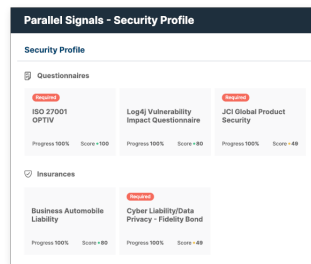 Parallel Signals - Security Profile
Security Profile
Questionnaires
Required
ISO 27001
OPTIV
Progress 100% Score • 100
Log4j Vulnerability
Impact Questionnaire
Progress 100% Score • 80
Required
JCI Global Product
Security
Progress 100% Score • 49
Insurances
Business Automobile
Liability
Progress 100% Score • 80
Required
Cyber Liability/Data
Privacy - Fidelity Bond
Progress 100% Score • 49